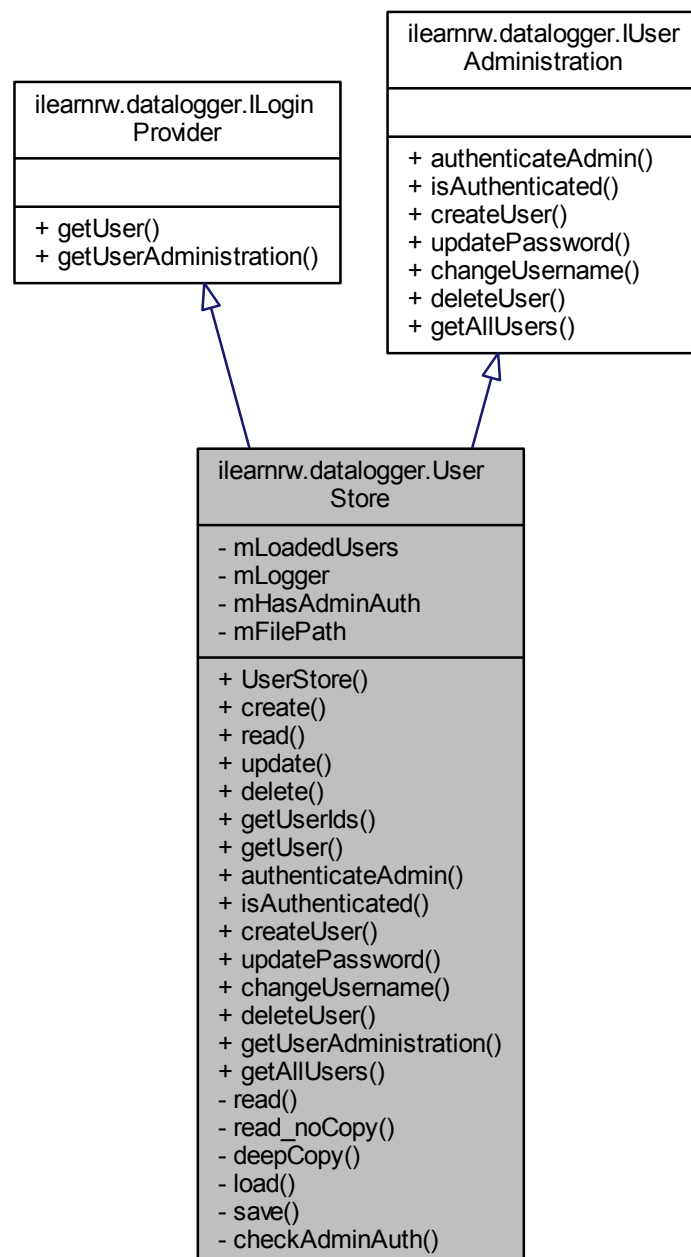 ilearnrw.datalogger.IUser
Administration
+ authenticateAdmin()
+ isAuthenticated()
+ createUser()
+ updatePassword()
+ changeUsername()
+ deleteUser()
+ getAllUsers()
ilearnrw.datalogger.ILogin
Provider
+ getUser()
+ getUserAdministration()
ilearnrw.datalogger.User
Store
- mLoadedUsers
- mLogger
- mHasAdminAuth
- mFilePath
+ UserStore()
+ create()
+ read()
+ update()
+ delete()
+ getUserIds()
+ getUser()
+ authenticateAdmin()
+ isAuthenticated()
+ createUser()
+ updatePassword()
+ changeUsername()
+ deleteUser()
+ getUserAdministration()
+ getAllUsers()
- read()
- read_noCopy()
- deepCopy()
- load()
- save()
- checkAdminAuth()